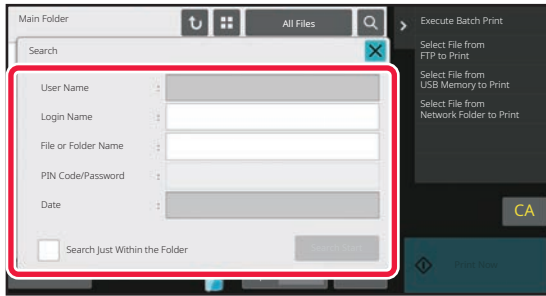 Main Folder
All Files
Search
User Name :
Login Name :
File or Folder Name :
PIN Code/Password :
Date :
Search Just Within the Folder
Search Start
Execute Batch Print
Select File from
FTP to Print
Select File from
USB Memory to Print
Select File from
Network Folder to Print
CA
Print Now